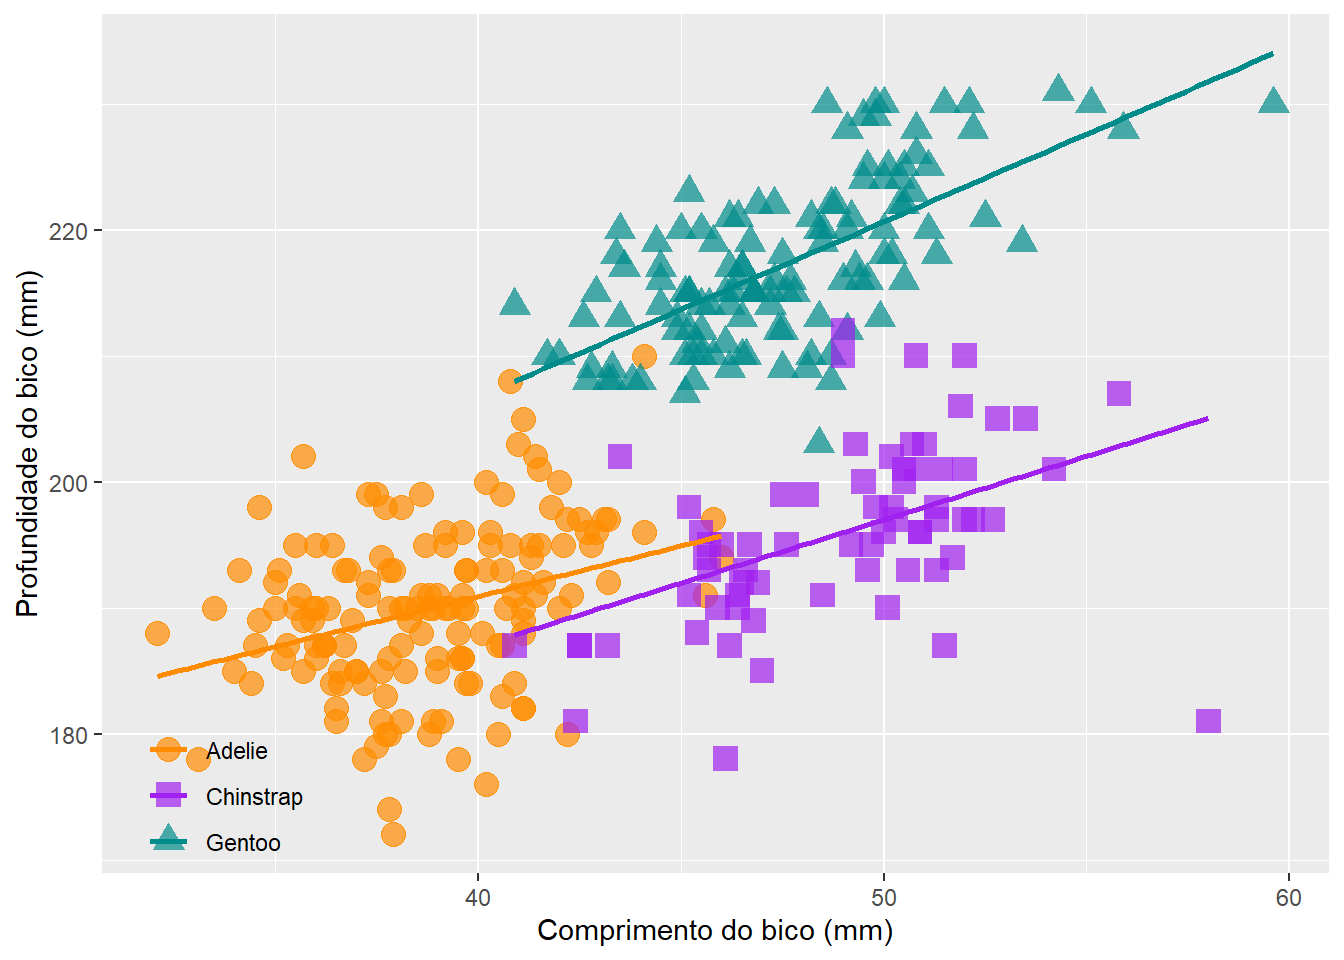 Profundidade do bico (mm)
220
200
180
Adelie
Chinstrap
Gentoo
40
50
60
Comprimento do bico (mm)